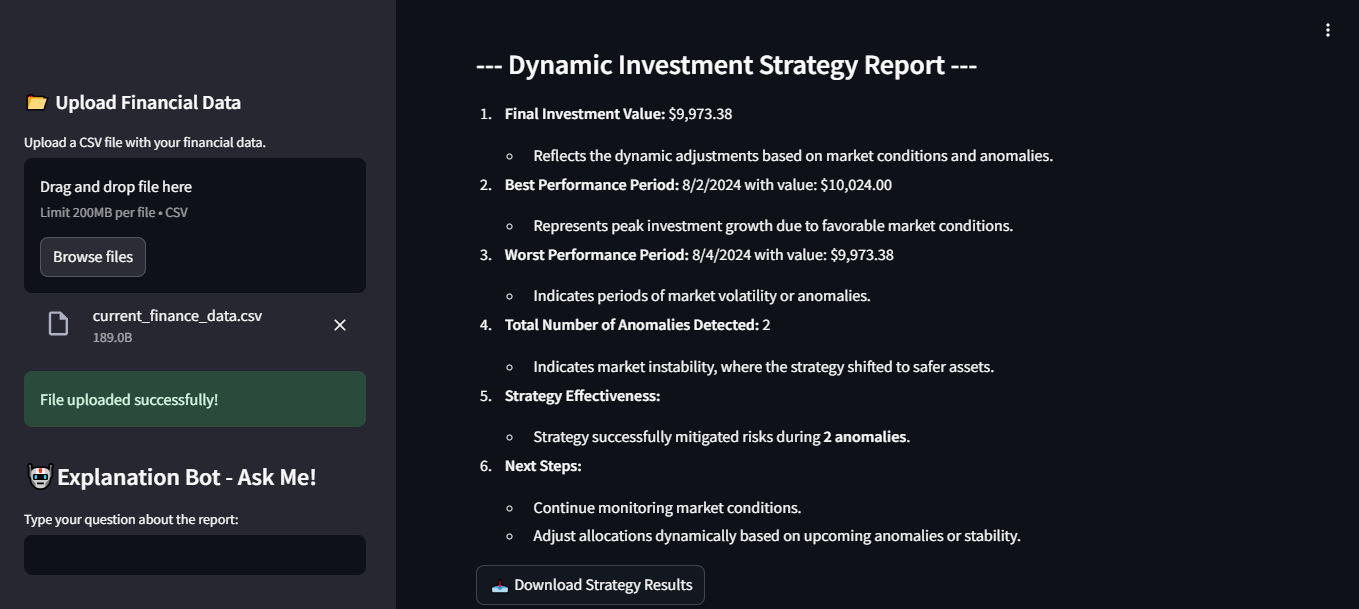 Upload Financial Data
Upload a CSV file with your financial data.
Drag and drop file here
Limit 200MB per file • CSV
Browse files
current_finance_data.csv
189.0B
File uploaded successfully!
Explanation Bot - Ask Me!
Type your question about the report:
--- Dynamic Investment Strategy Report ---
1. Final Investment Value: $9,973.38
Reflects the dynamic adjustments based on market conditions and anomalies.
2. Best Performance Period: 8/2/2024 with value: $10,024.00
Represents peak investment growth due to favorable market conditions.
3. Worst Performance Period: 8/4/2024 with value: $9,973.38
Indicates periods of market volatility or anomalies.
4. Total Number of Anomalies Detected: 2
Indicates market instability, where the strategy shifted to safer assets.
5. Strategy Effectiveness:
Strategy successfully mitigated risks during 2 anomalies.
6. Next Steps:
Continue monitoring market conditions.
Adjust allocations dynamically based on upcoming anomalies or stability.
Download Strategy Results